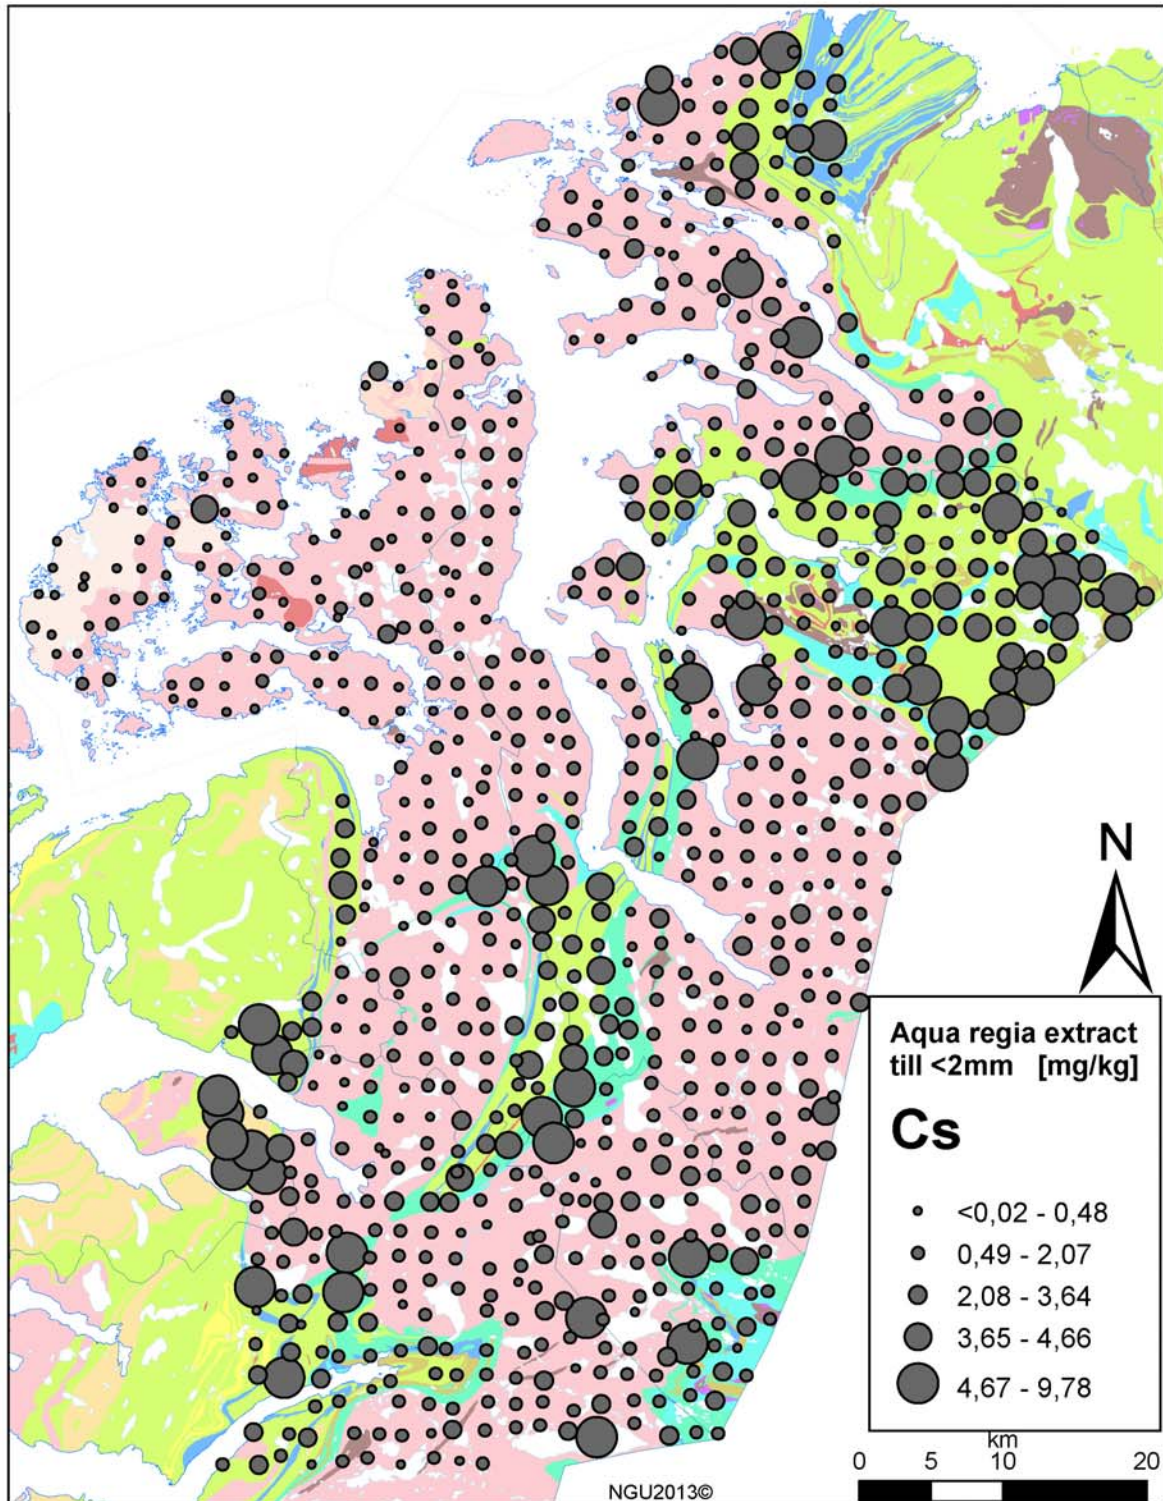 N
Aqua regia extract
till <2mm [mg/kg]
Cs
<0,02 - 0,48
0,49 - 2,07
2,08 - 3,64
3,65 - 4,66
4,67 - 9,78
km
0 5 10 20
NGU2013©